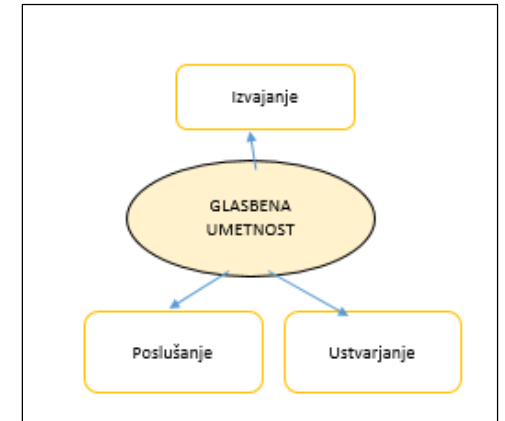 Izvajanje
GLASBENA
UMETNOST
Poslušanje
Ustvarjanje